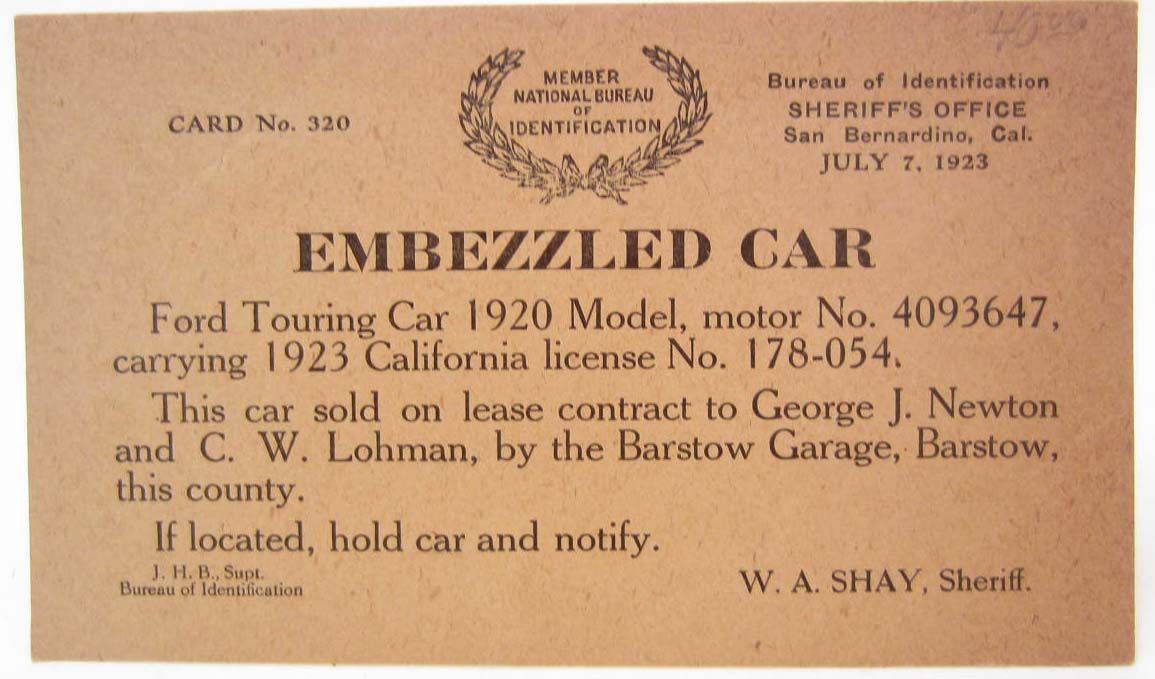 CARD No. 320
MEMBER
NATIONAL BUREAU
OF
IDENTIFICATION
Bureau of Identification
SHERIFF'S OFFICE
San Bernardino, Cal.
JULY 7, 1923
EMBEZZLED CAR
Ford Touring Car 1920 Model, motor No. 4093647,
carrying 1923 California license No. 178-054.
This car sold on lease contract to George J. Newton
and C. W. Lohman, by the Barstow Garage, Barstow,
this county.
If located, hold car and notify.
J. H. B., Supt.
Bureau of Identification
W. A. SHAY, Sheriff.